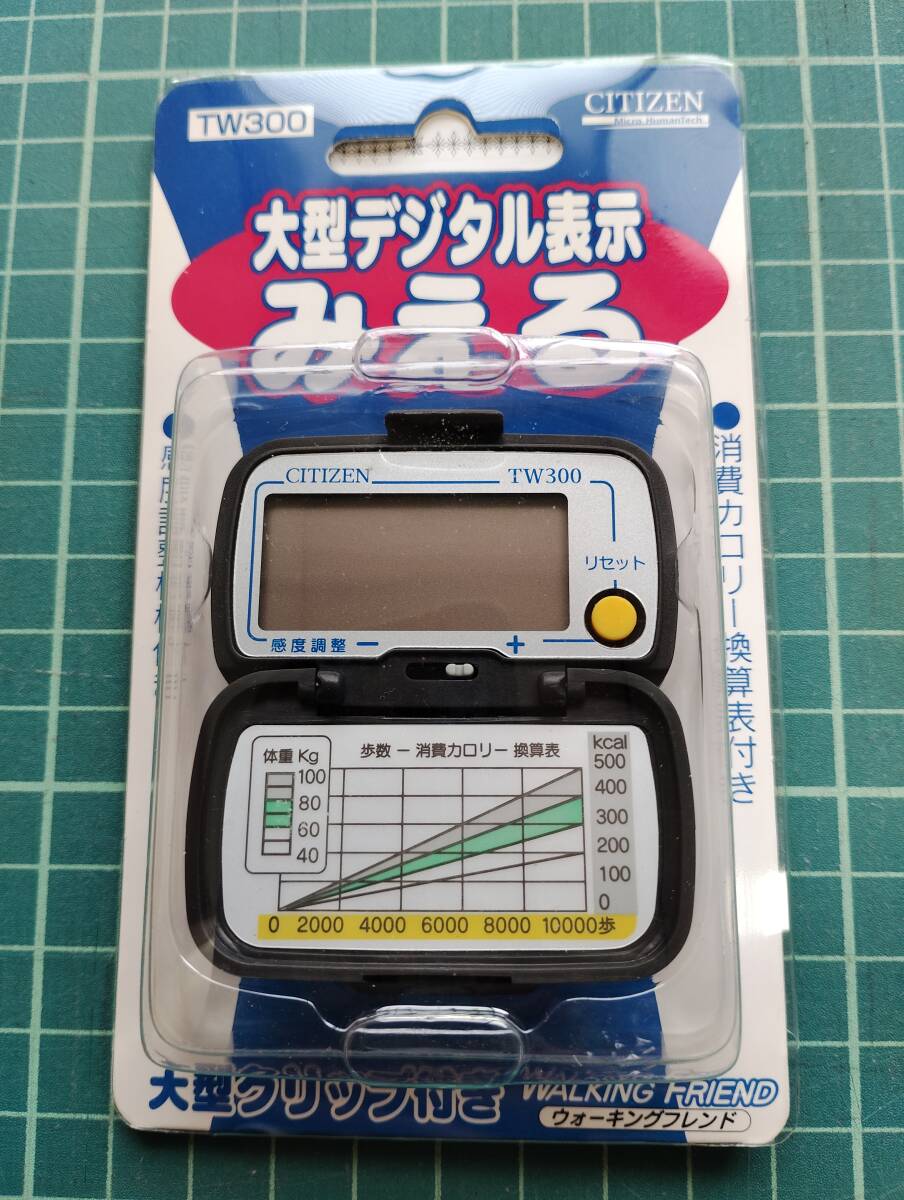 TW300
CITIZEN
Micro HumanTech
大型デジタル表示
みえる
●消費カロリー換算表付き
CITIZEN
TW300
リセット
感度調整 − +
体重 Kg
100
80
60
40
歩数 − 消費カロリー 換算表
kcal
500
400
300
200
100
0
0 2000 4000 6000 8000 10000歩
大型クリップ付き
WALKING FRIEND
ウォーキングフレンド